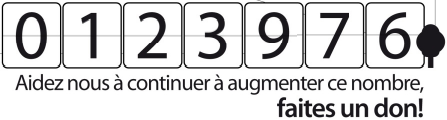 0123976
Aidez nous à continuer à augmenter ce nombre,
faites un don!